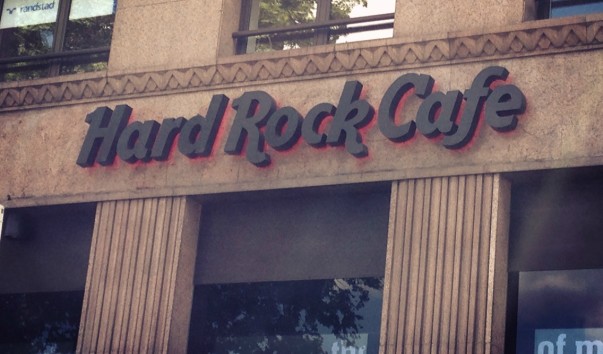 randstad
Hard Rock Cafe
of m